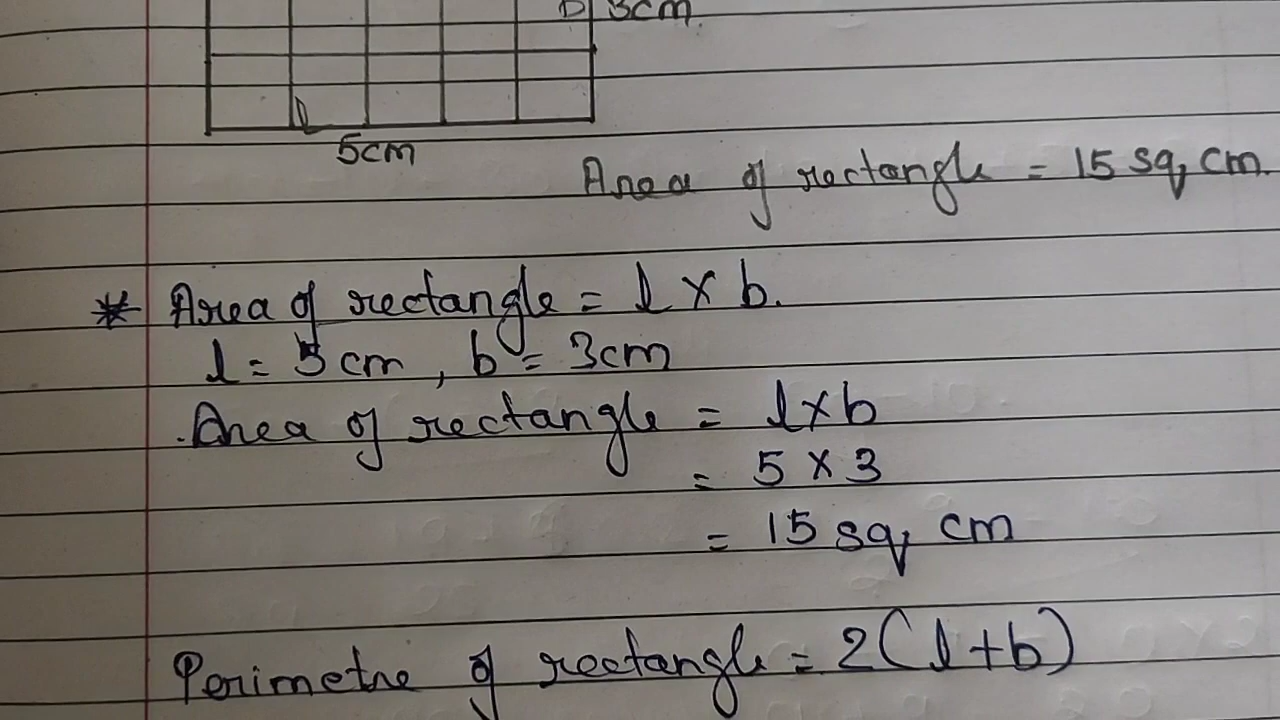 b 3cm
l
5cm
Area of rectangle = 15 sq, cm.
* Area of rectangle = l × b.
l = 5 cm, b = 3cm
Area of rectangle = l×b
= 5 × 3
= 15 sq, cm
Perimetre of rectangle = 2(l+b)